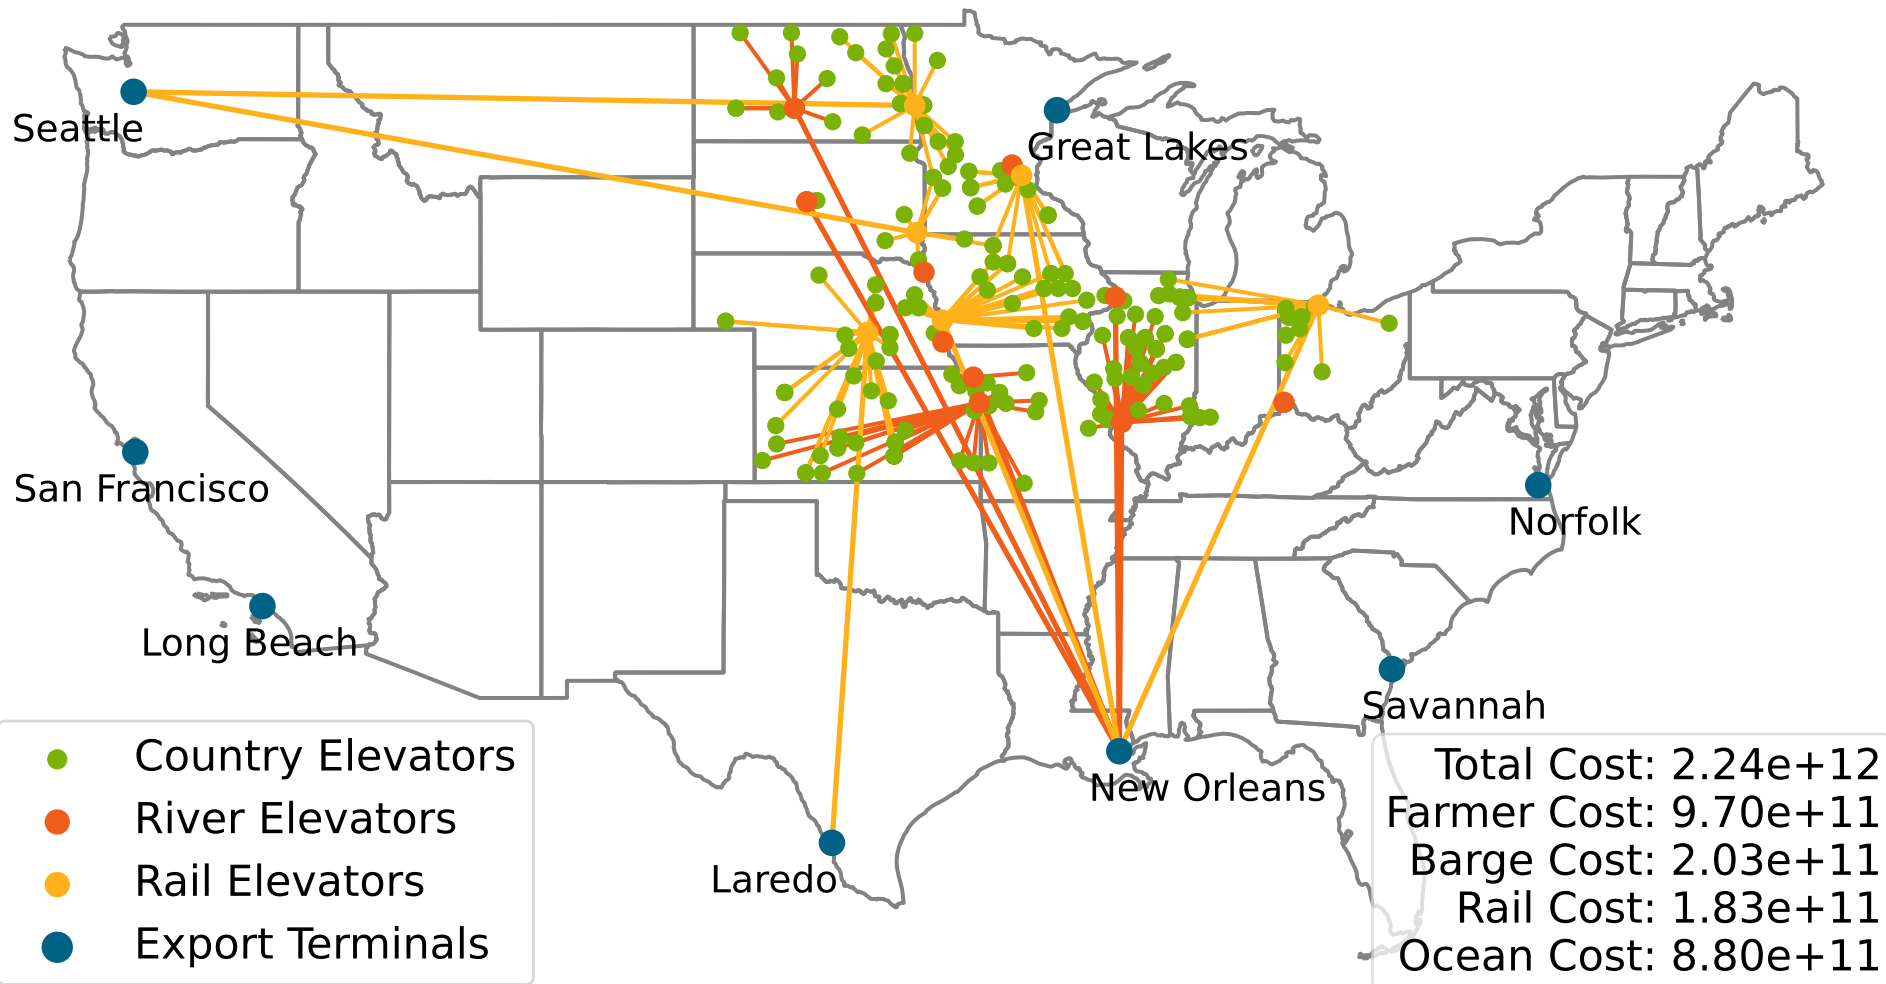 Seattle
Great Lakes
San Francisco
Norfolk
Long Beach
Savannah
New Orleans
Laredo
Country Elevators
River Elevators
Rail Elevators
Export Terminals
Total Cost: 2.24e+12
Farmer Cost: 9.70e+11
Barge Cost: 2.03e+11
Rail Cost: 1.83e+11
Ocean Cost: 8.80e+11